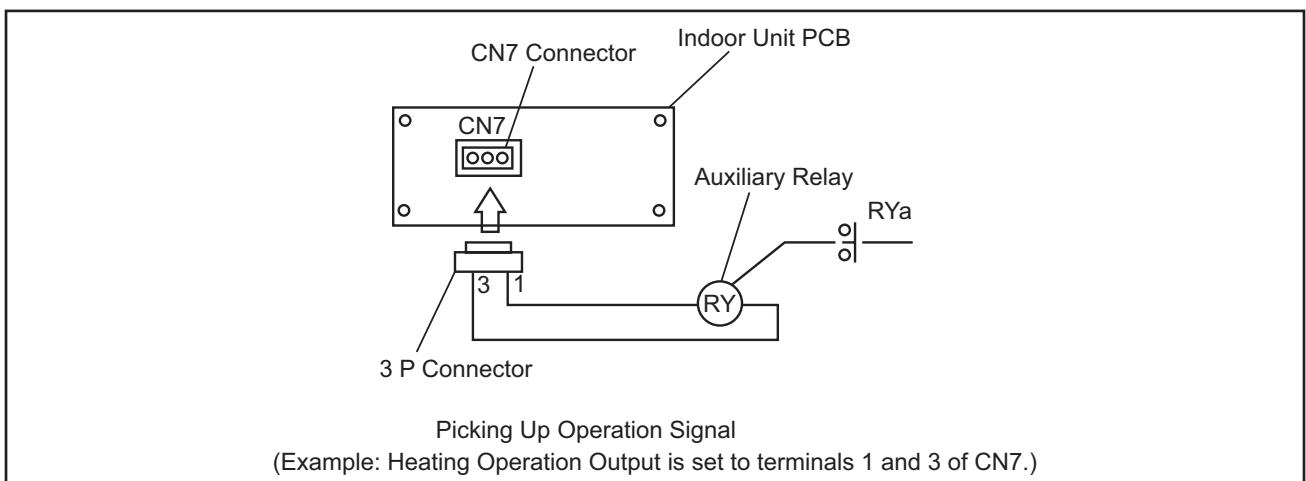 Indoor Unit PCB
CN7 Connector
CN7
Auxiliary Relay
RYa
3 1
RY
3 P Connector
Picking Up Operation Signal
(Example: Heating Operation Output is set to terminals 1 and 3 of CN7.)